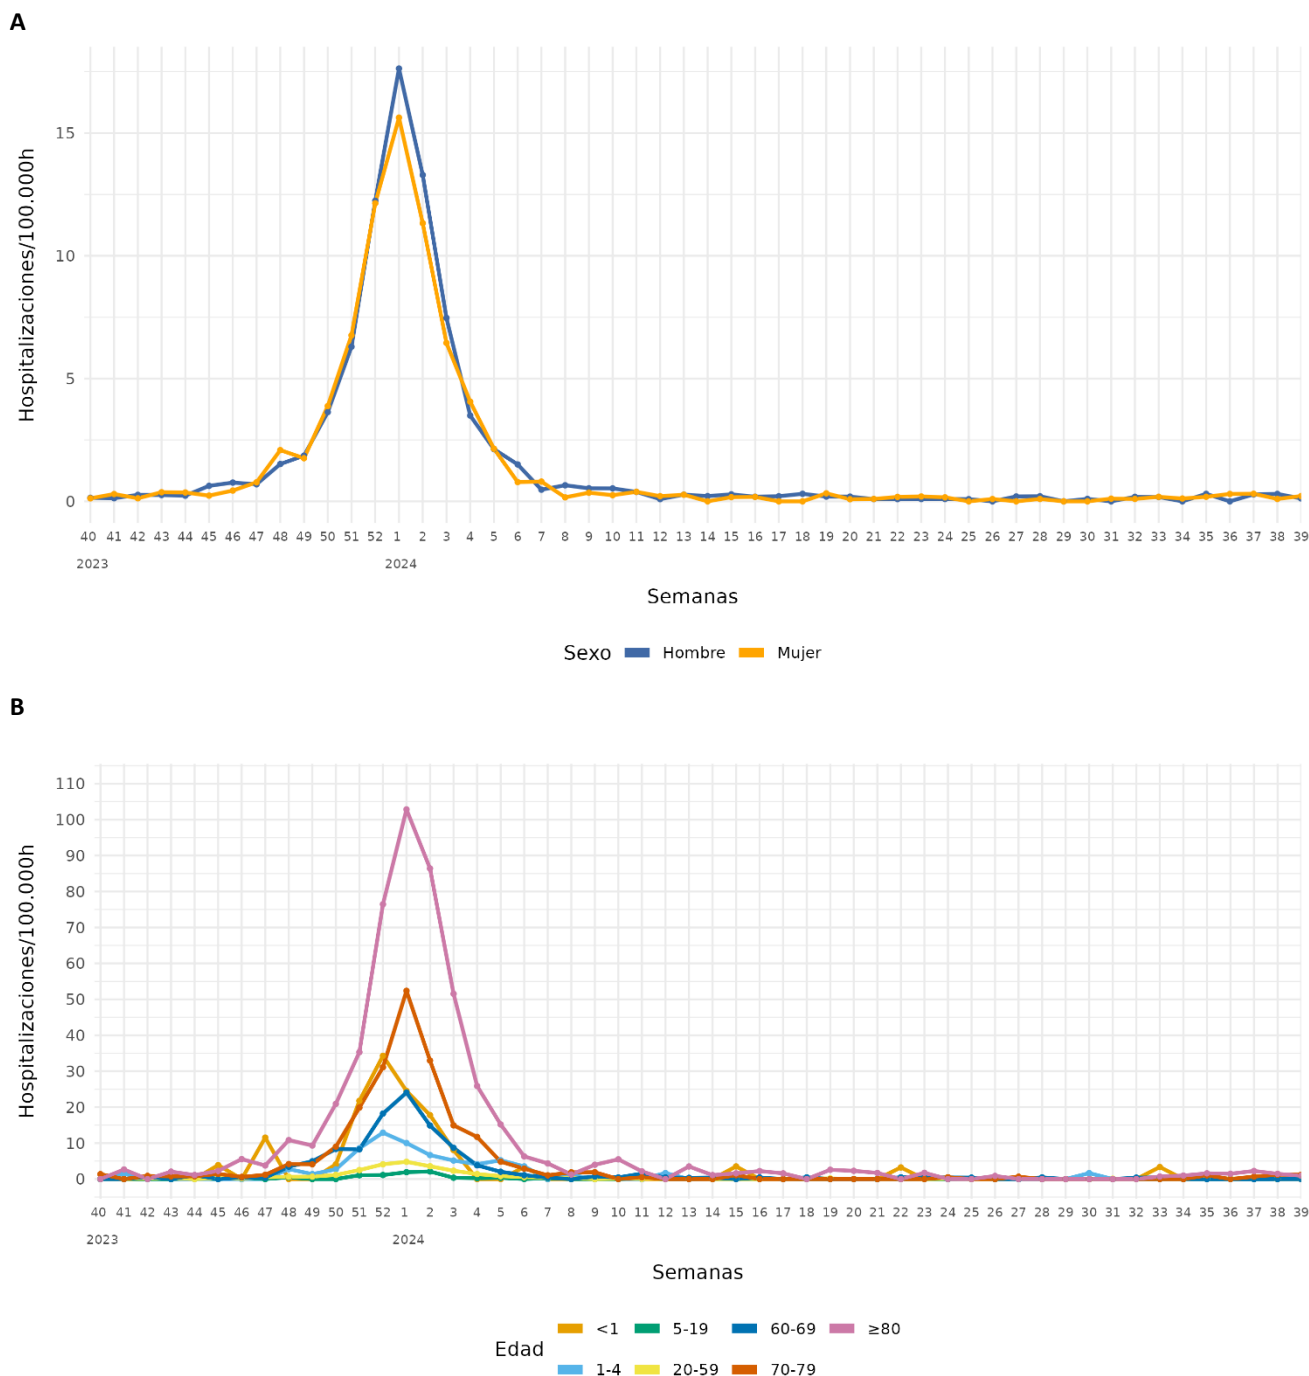 A
Hospitalizaciones/100.000h
15
10
5
0
40 41 42 43 44 45 46 47 48 49 50 51 52 1 2 3 4 5 6 7 8 9 10 11 12 13 14 15 16 17 18 19 20 21 22 23 24 25 26 27 28 29 30 31 32 33 34 35 36 37 38 39
2023 2024
Semanas
Sexo Hombre Mujer
B
Hospitalizaciones/100.000h
110
100
90
80
70
60
50
40
30
20
10
0
40 41 42 43 44 45 46 47 48 49 50 51 52 1 2 3 4 5 6 7 8 9 10 11 12 13 14 15 16 17 18 19 20 21 22 23 24 25 26 27 28 29 30 31 32 33 34 35 36 37 38 39
2023 2024
Semanas
Edad
<1 5-19 60-69 ≥80
1-4 20-59 70-79